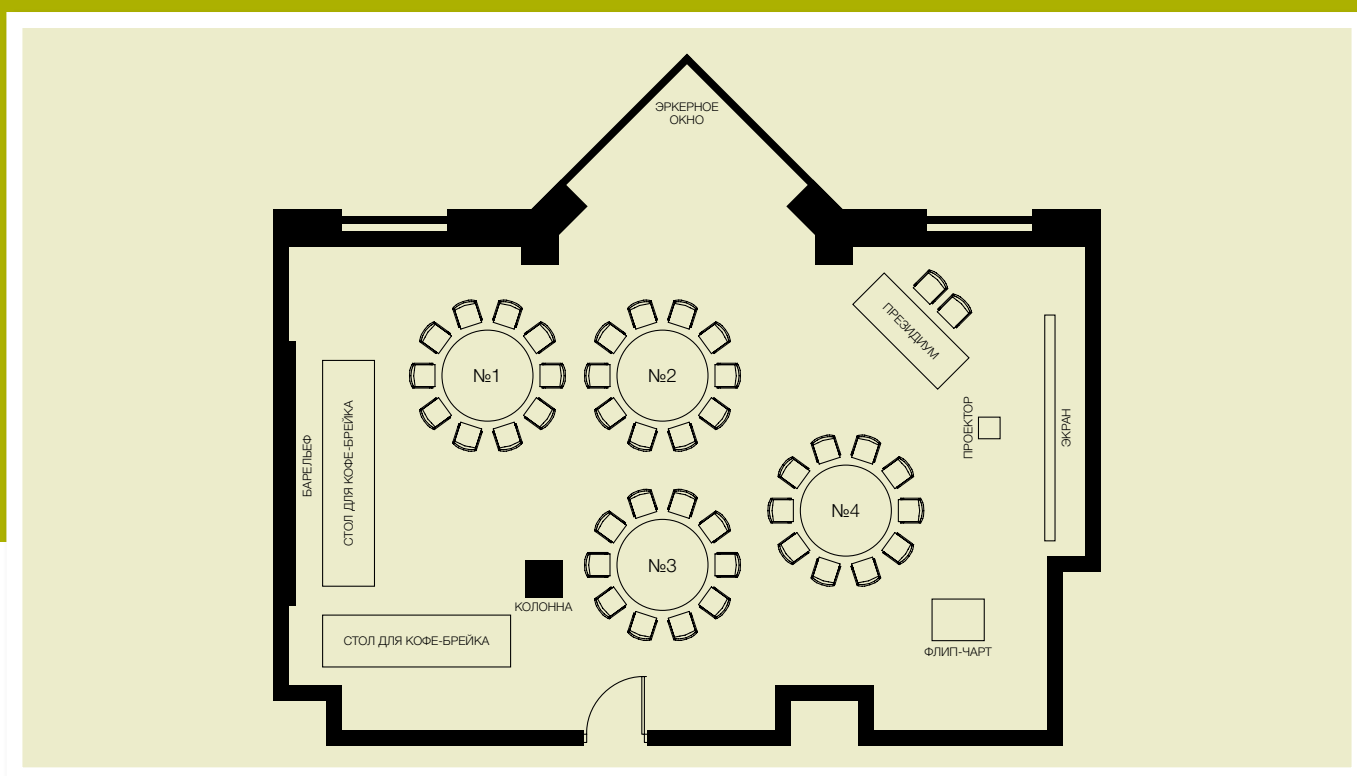 ЭРКЕРНОЕ
ОКНО
ПРЕЗИДИУМ
№1
№2
БАРЕЛЬЕФ
СТОЛ ДЛЯ КОФЕ-БРЕЙКА
ПРОЕКТОР
ЭКРАН
№4
№3
КОЛОННА
СТОЛ ДЛЯ КОФЕ-БРЕЙКА
ФЛИП-ЧАРТ